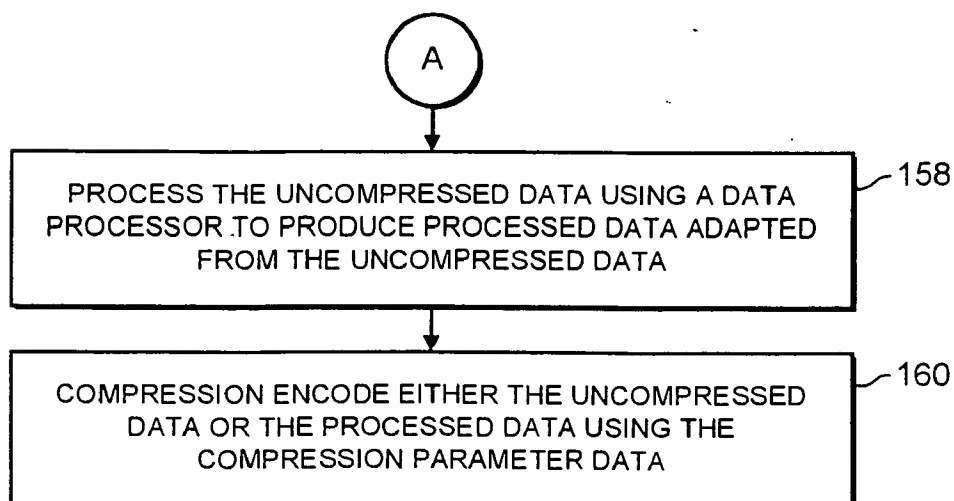 A
PROCESS THE UNCOMPRESSED DATA USING A DATA
PROCESSOR TO PRODUCE PROCESSED DATA ADAPTED
FROM THE UNCOMPRESSED DATA
158
COMPRESSION ENCODE EITHER THE UNCOMPRESSED
DATA OR THE PROCESSED DATA USING THE
COMPRESSION PARAMETER DATA
160